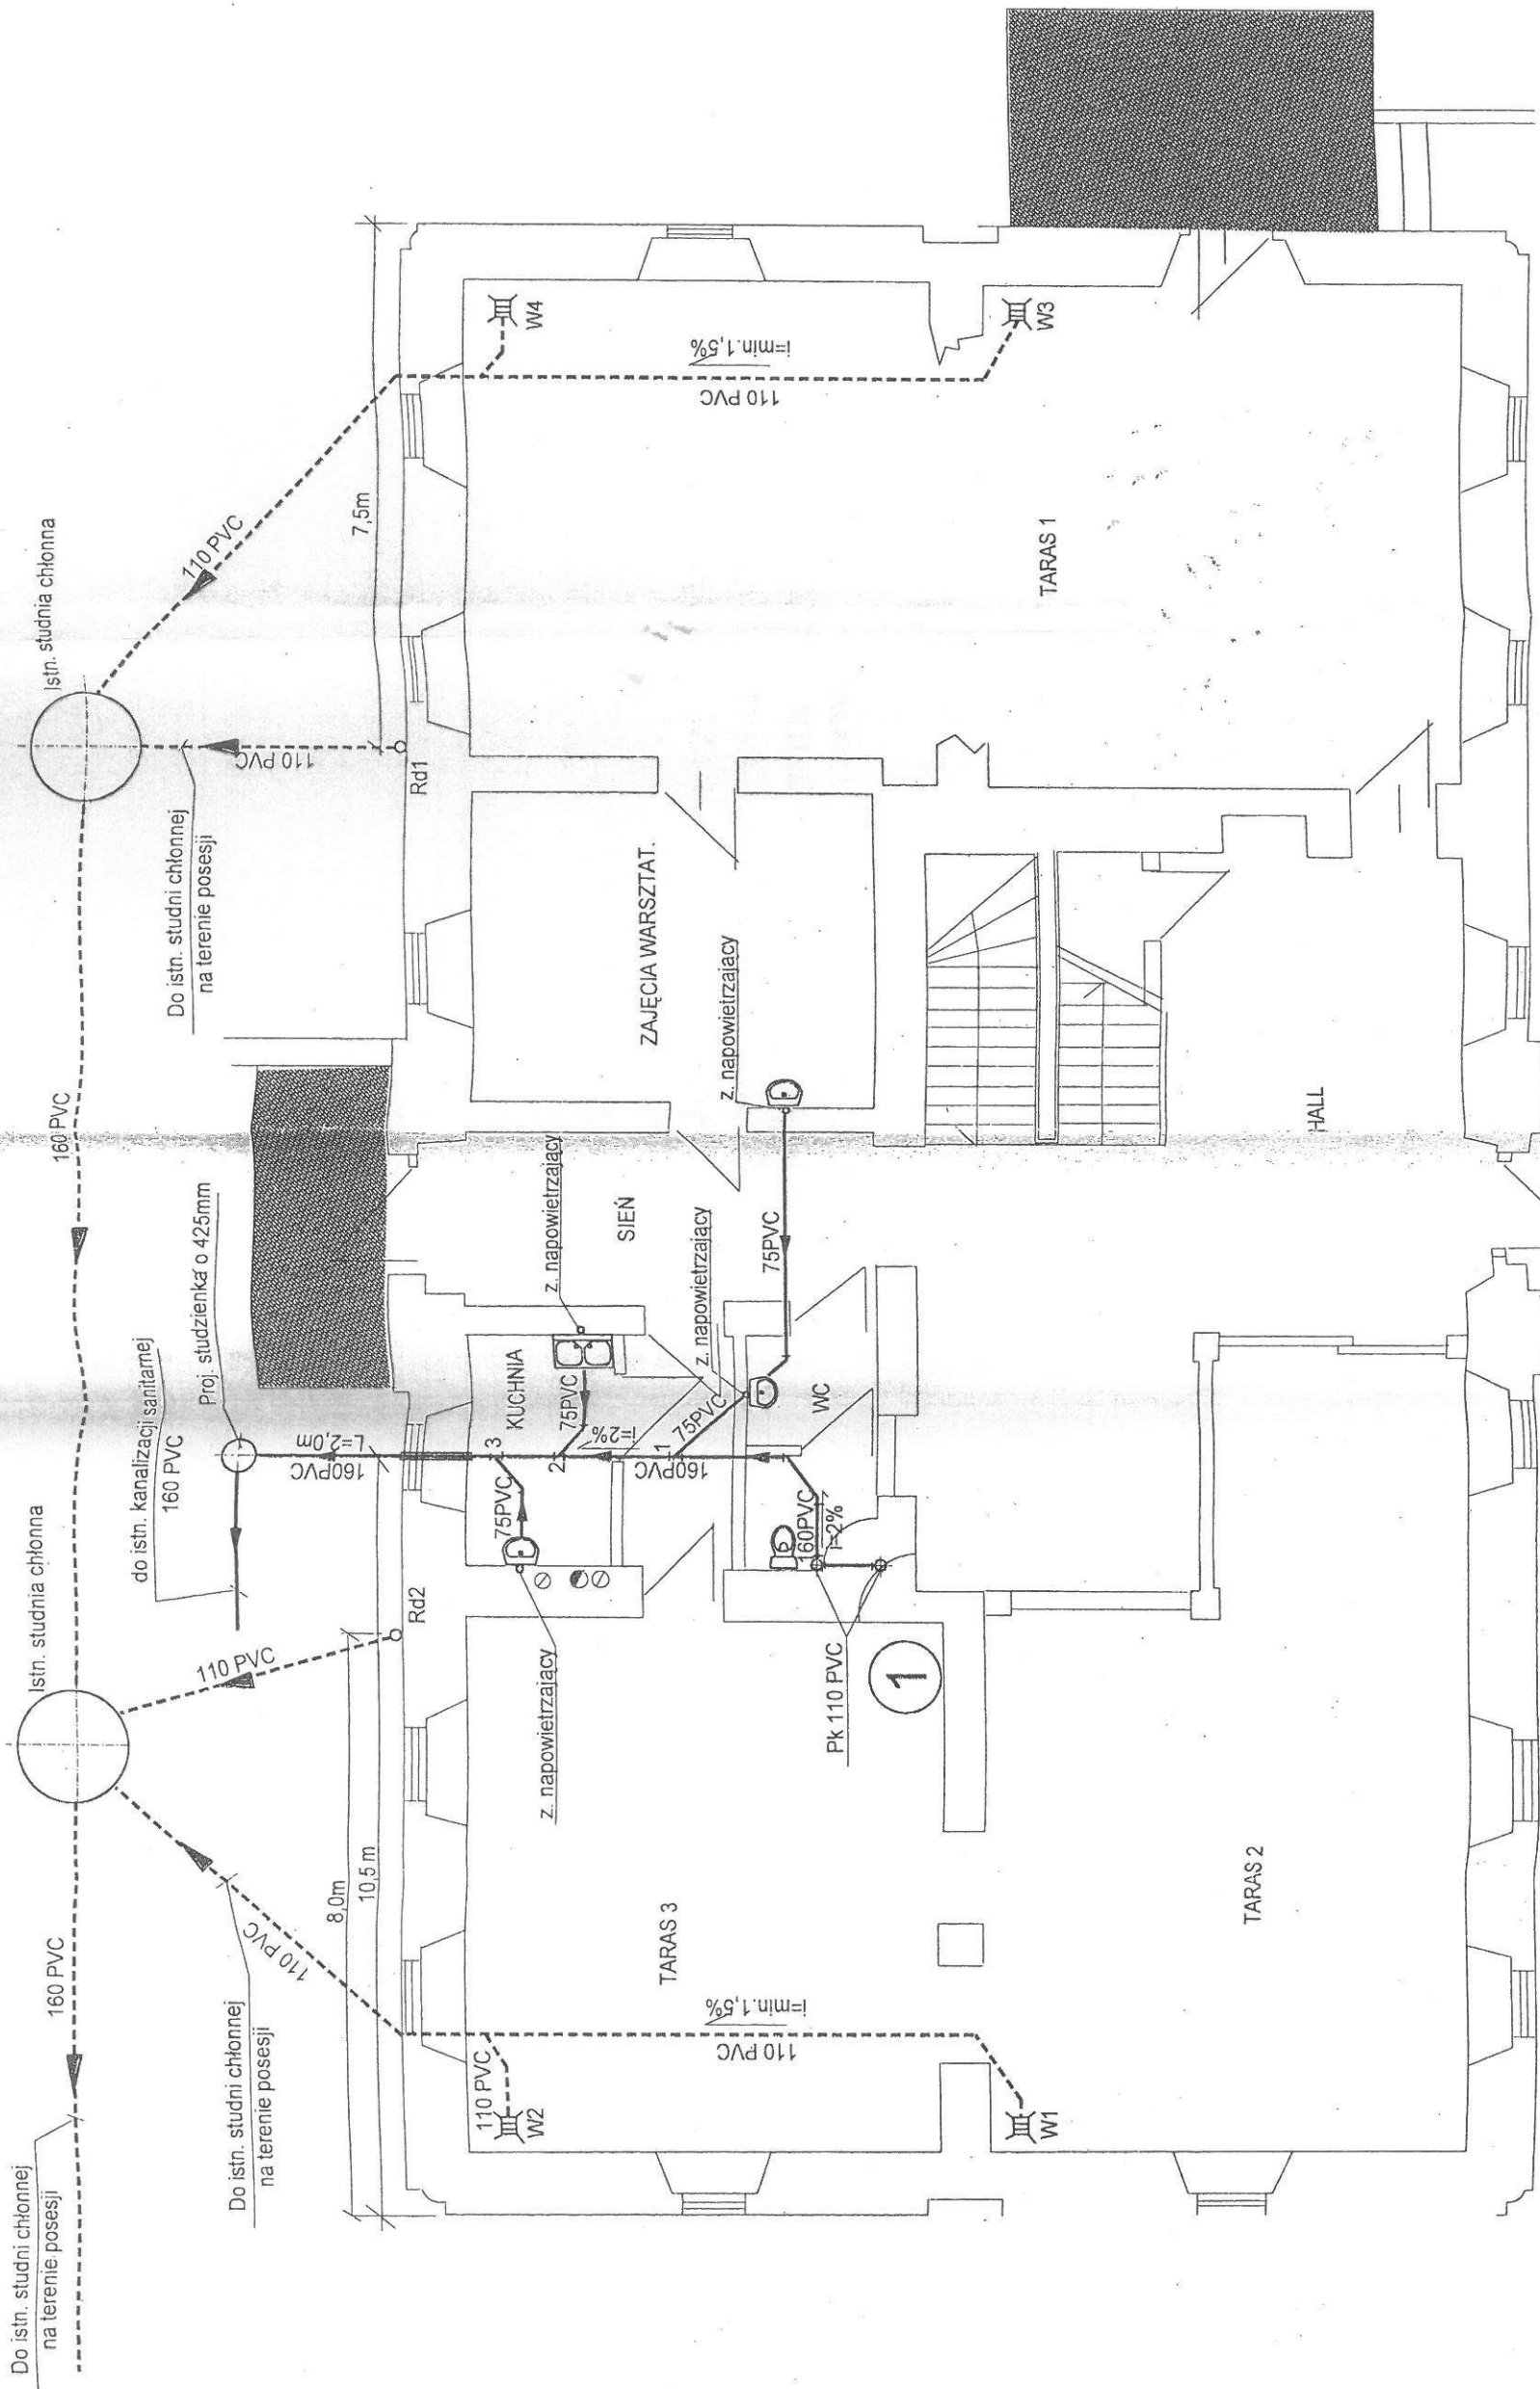 Do istn. studni chłonnej
na terenie posesji
160 PVC
Istn. studnia chłonna
160 PVC
Istn. studnia chłonna
Do istn. studni chłonnej
na terenie posesji
110 PVC
110 PVC
do istn. kanalizacji sanitarnej
160 PVC
Proj. studzienka o 425mm
Do istn. studni chłonnej
na terenie posesji
110 PVC
110 PVC
8,0m
10,5 m
7,5m
Rd2
160PVC
L=2,0m
Rd1
110 PVC
W2
75PVC
3
KUCHNIA
W4
z. napowietrzający
2
75PVC
z. napowietrzający
i=2%
SIEŃ
TARAS 3
1
160PVC
75PVC
z. napowietrzający
ZAJĘCIA WARSZTAT.
i=min.1,5%
110 PVC
i=min.1,5%
110 PVC
z. napowietrzający
75PVC
160PVC
i=2%
WC
Pk 110 PVC
1
W1
W3
TARAS 1
TARAS 2
HALL